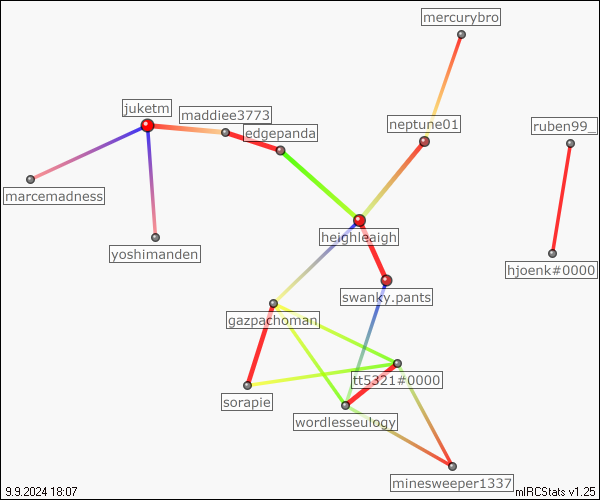 mercurybro
juketm
maddiee3773
neptune01
ruben99_
edgepanda
marcemadness
heighleaigh
yoshimanden
hjoenk#0000
swanky.pants
gazpachoman
tt5321#0000
sorapie
wordlesseulogy
minesweeper1337
9.9.2024 18:07
mIRCStats v1.25